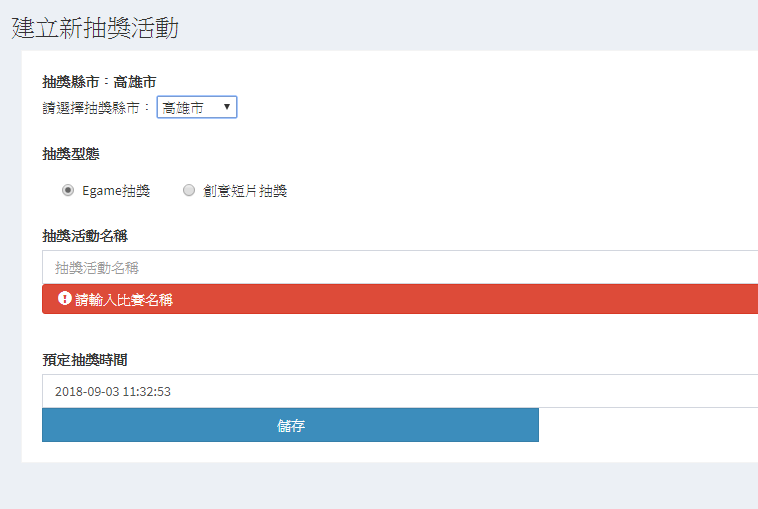 建立新抽獎活動
抽獎縣市：高雄市
請選擇抽獎縣市： 高雄市
抽獎型態
Egame抽獎 創意短片抽獎
抽獎活動名稱
抽獎活動名稱
請輸入比賽名稱
預定抽獎時間
2018-09-03 11:32:53
儲存